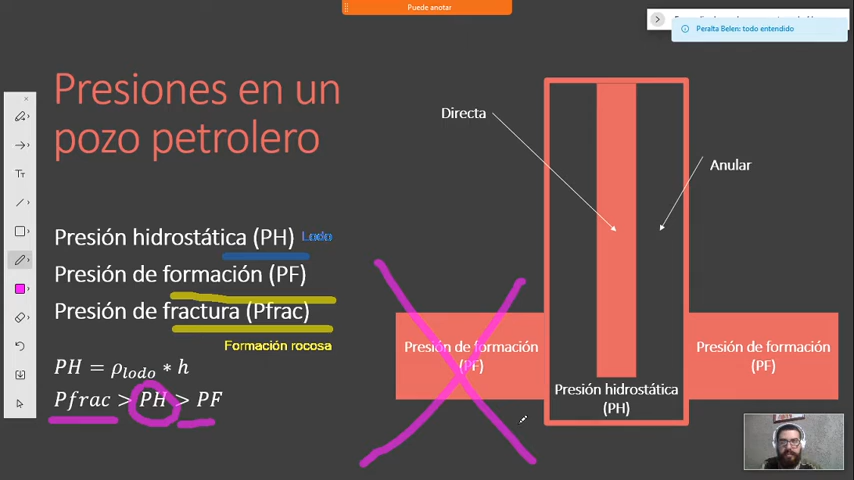 Puede anotar
Peralta Belen: todo entendido
Presiones en un
pozo petrolero
Directa
Anular
Presión hidrostática (PH) Lodo
Presión de formación (PF)
Presión de fractura (Pfrac)
Formación rocosa
PH = ρlodo ∗ h
Pfrac > PH > PF
Presión de formación
(PF)
Presión hidrostática
(PH)
Presión de formación
(PF)